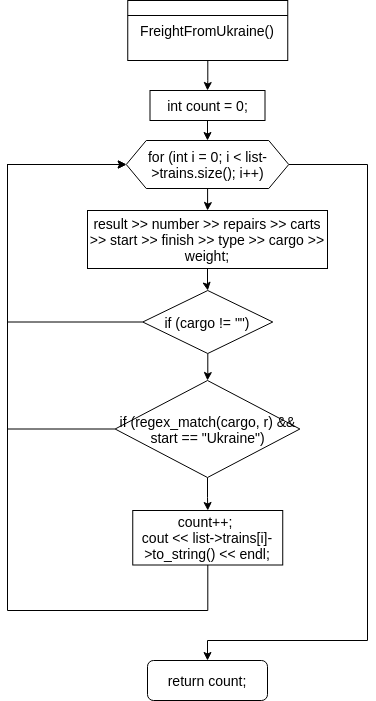 FreightFromUkraine()
int count = 0;
for (int i = 0; i < list-
>trains.size(); i++)
result >> number >> repairs >> carts
>> start >> finish >> type >> cargo >>
weight;
if (cargo != "")
if (regex_match(cargo, r) &&
start == "Ukraine")
count++;
cout << list->trains[i]-
>to_string() << endl;
return count;